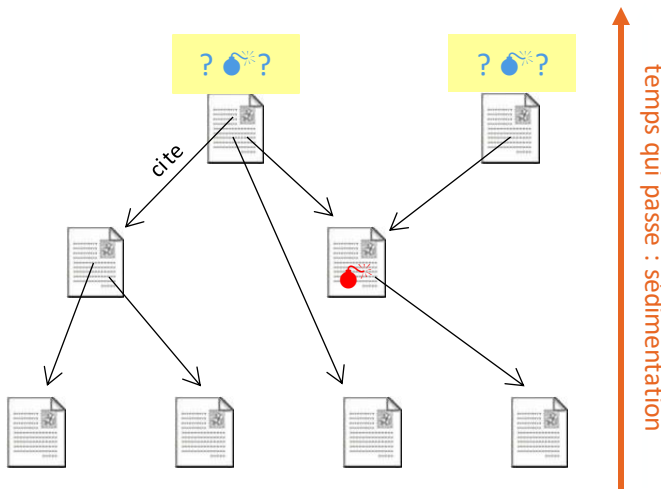 ? 💣 ?
? 💣 ?
cite
temps qui passe : sédimentation